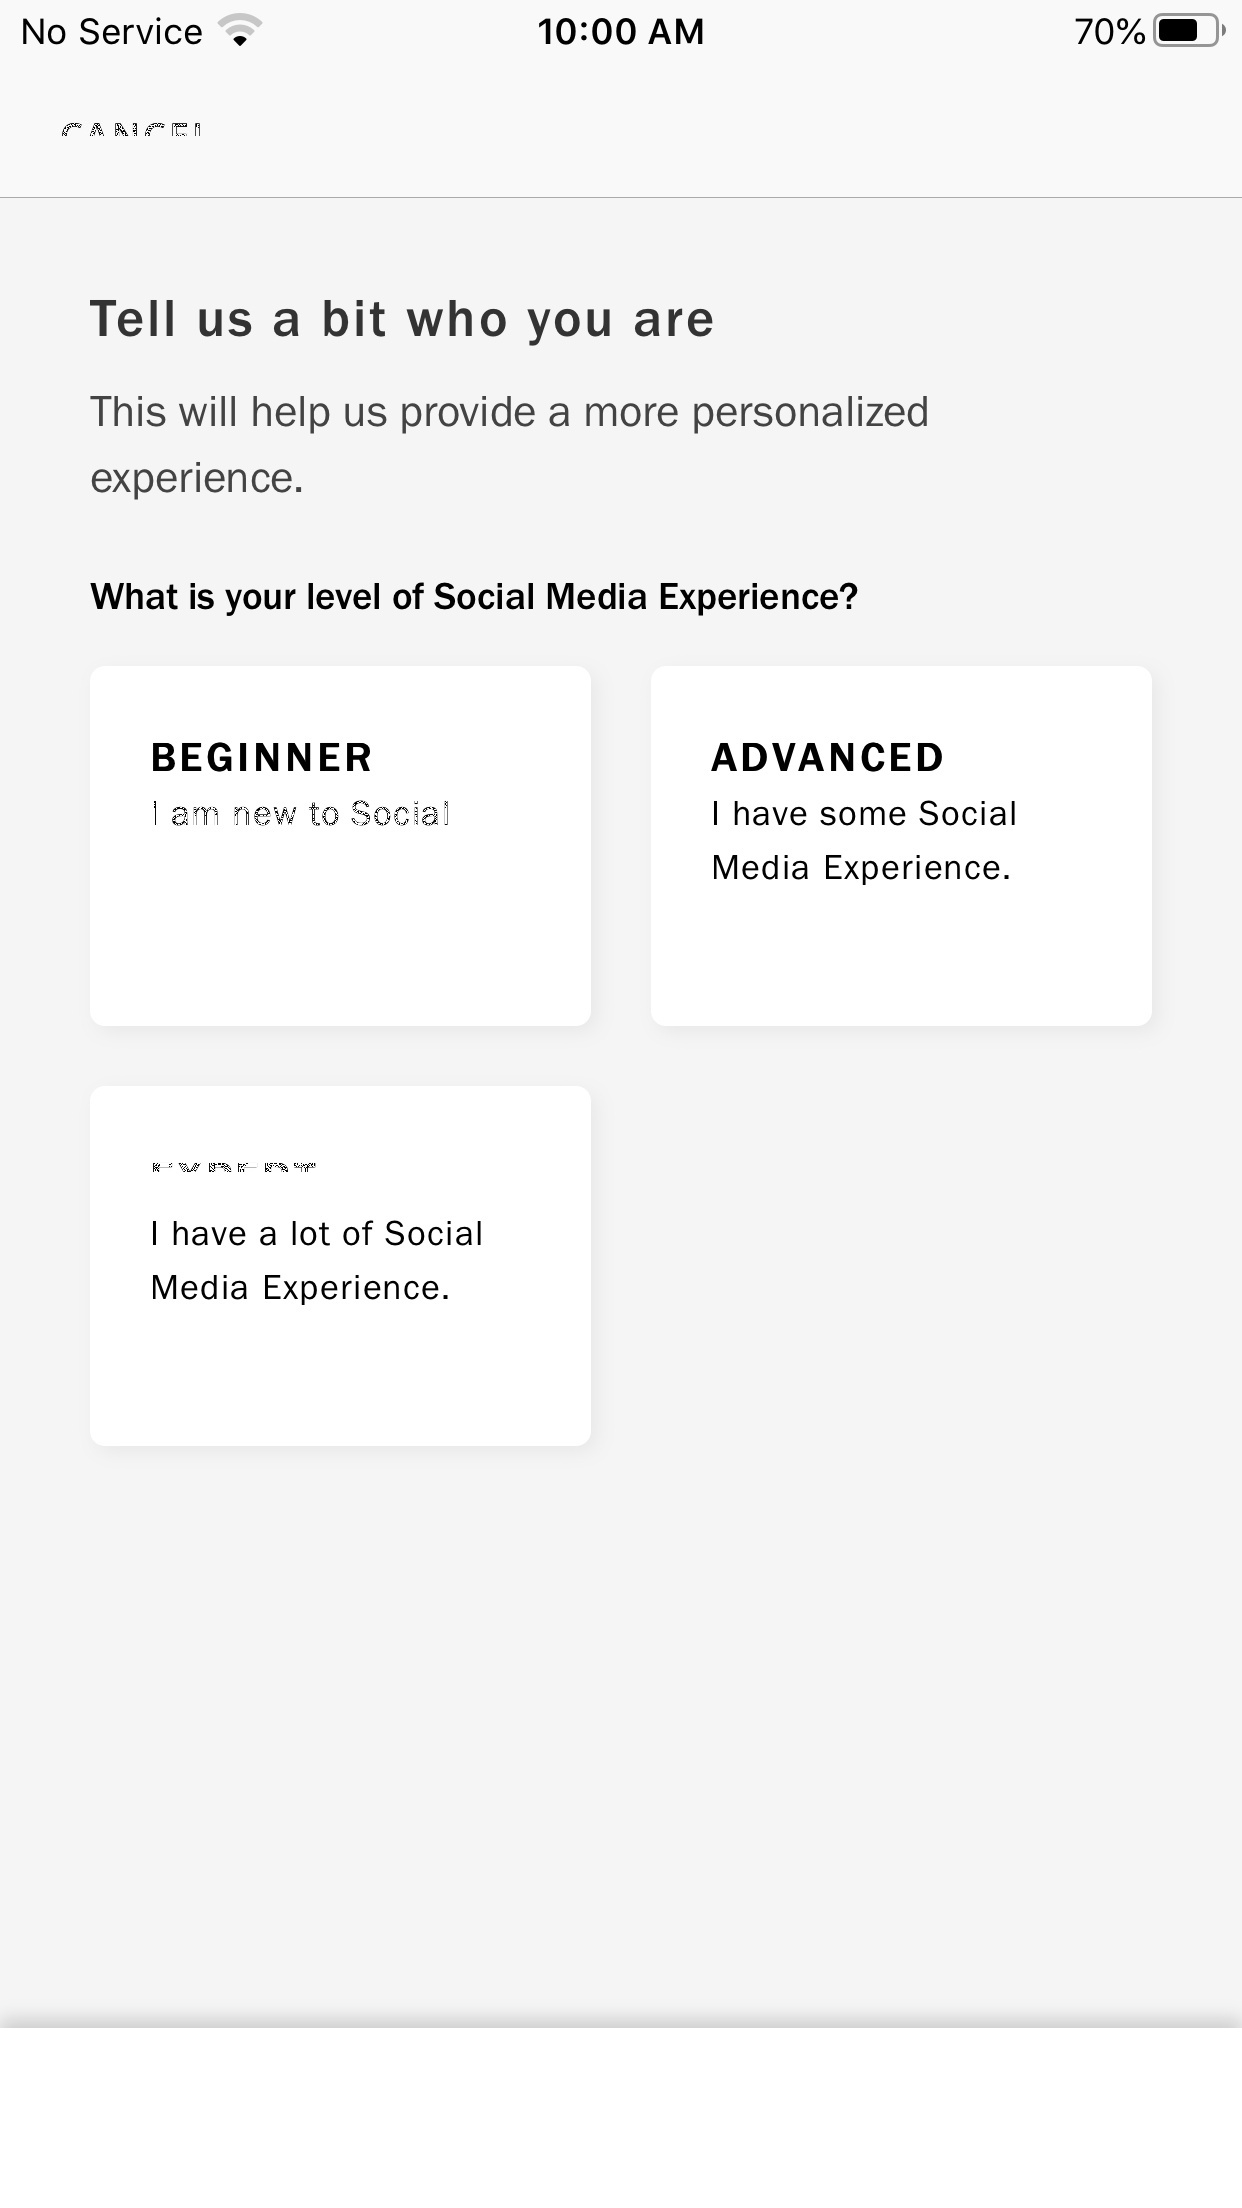 No Service
10:00 AM
70%
CANCEL
Tell us a bit who you are
This will help us provide a more personalized
experience.
What is your level of Social Media Experience?
BEGINNER
I am new to Social
ADVANCED
I have some Social
Media Experience.
I have a lot of Social
Media Experience.